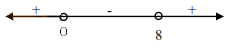 + - +
0 8